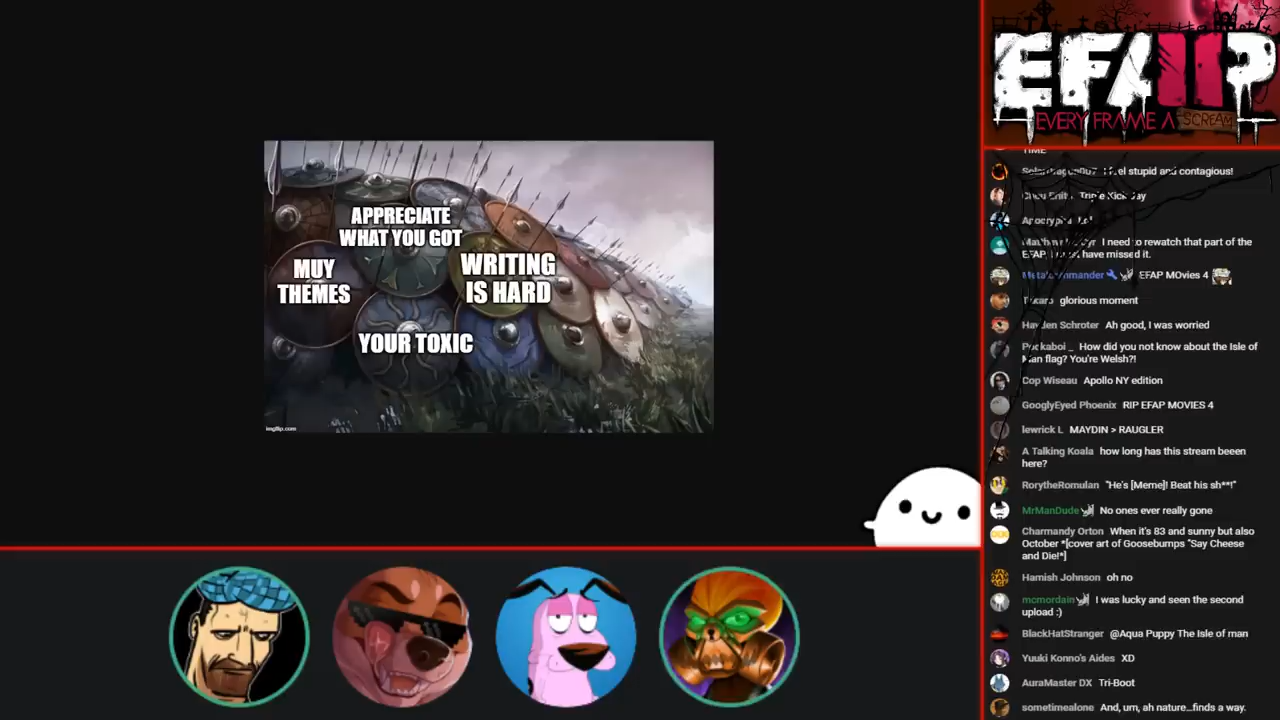 EFAP
EVERY FRAME A SCREAM
APPRECIATE
WHAT YOU GOT
MUY
THEMES
WRITING
IS HARD
YOUR TOXIC
imgflip.com
TIME
I feel stupid and contagious!
Triple Kick Jay
Lol
I need to rewatch that part of the
EFAP, I must have missed it.
EFAP MOvies 4
glorious moment
Hayden Schroter Ah good, I was worried
Pockaboi_ How did you not know about the Isle of
Man flag? You're Welsh?!
Cop Wiseau Apollo NY edition
GooglyEyed Phoenix RIP EFAP MOVIES 4
lewrick L MAYDIN > RAUGLER
A Talking Koala how long has this stream beeen
here?
RorytheRomulan "He's [Meme]! Beat his sh**!"
MrManDude No ones ever really gone
Charmandy Orton When it's 83 and sunny but also
October *[cover art of Goosebumps "Say Cheese
and Die!*]
Hamish Johnson oh no
mcmordain I was lucky and seen the second
upload :)
BlackHatStranger @Aqua Puppy The Isle of man
Yuuki Konno's Aides XD
AuraMaster DX Tri-Boot
sometimealone And, um, ah nature...finds a way.